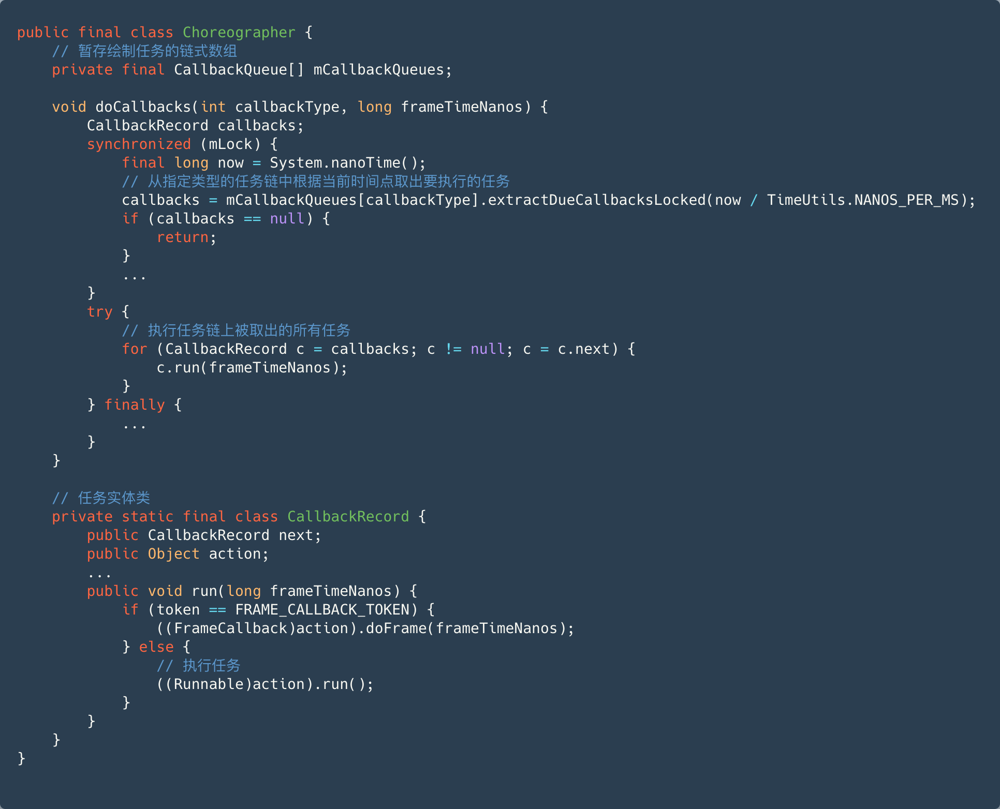 public final class Choreographer {
    // 暂存绘制任务的链式数组
    private final CallbackQueue[] mCallbackQueues;

    void doCallbacks(int callbackType, long frameTimeNanos) {
        CallbackRecord callbacks;
        synchronized (mLock) {
            final long now = System.nanoTime();
            // 从指定类型的任务链中根据当前时间点取出要执行的任务
            callbacks = mCallbackQueues[callbackType].extractDueCallbacksLocked(now / TimeUtils.NANOS_PER_MS);
            if (callbacks == null) {
                return;
            }
            ...
        }
        try {
            // 执行任务链上被取出的所有任务
            for (CallbackRecord c = callbacks; c != null; c = c.next) {
                c.run(frameTimeNanos);
            }
        } finally {
            ...
        }
    }

    // 任务实体类
    private static final class CallbackRecord {
        public CallbackRecord next;
        public Object action;
        ...
        public void run(long frameTimeNanos) {
            if (token == FRAME_CALLBACK_TOKEN) {
                ((FrameCallback)action).doFrame(frameTimeNanos);
            } else {
                // 执行任务
                ((Runnable)action).run();
            }
        }
    }
}